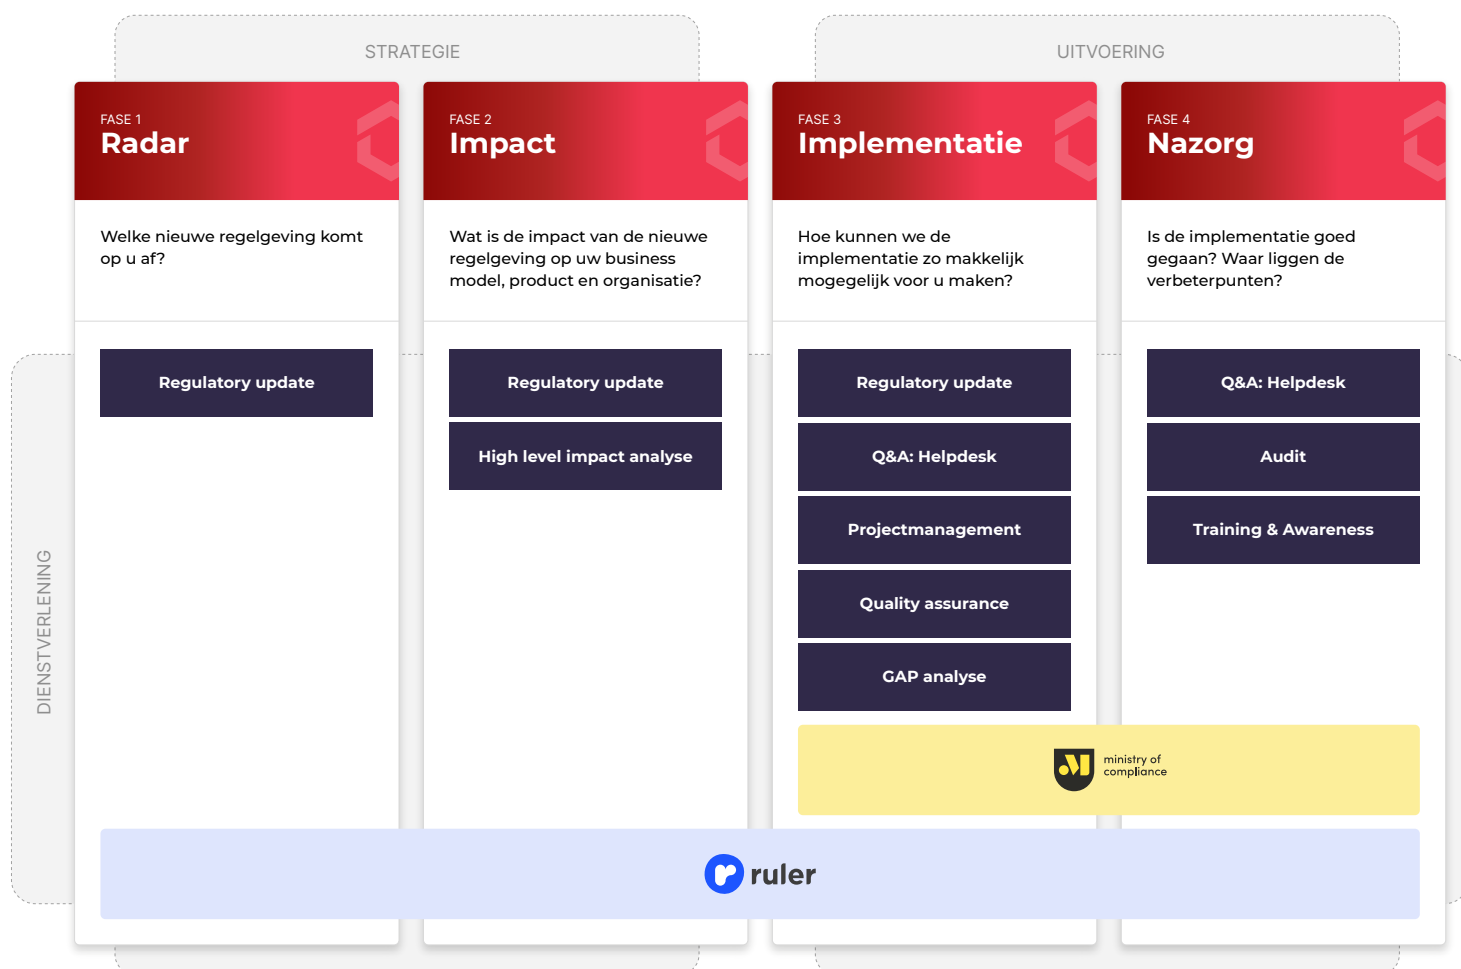 STRATEGIE
UITVOERING
FASE 1
Radar
Welke nieuwe regelgeving komt
op u af?
Regulatory update
FASE 2
Impact
Wat is de impact van de nieuwe
regelgeving op uw business
model, product en organisatie?
Regulatory update
High level impact analyse
FASE 3
Implementatie
Hoe kunnen we de
implementatie zo makkelijk
mogegelijk voor u maken?
Regulatory update
Q&A: Helpdesk
Projectmanagement
Quality assurance
GAP analyse
FASE 4
Nazorg
Is de implementatie goed
gegaan? Waar liggen de
verbeterpunten?
Q&A: Helpdesk
Audit
Training & Awareness
DIENSTVERLENING
ministry of
compliance
ruler